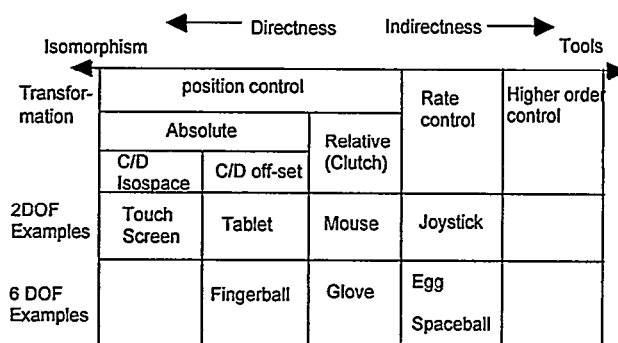 Directness Indirectness
Isomorphism Tools
Transfor-
mation
position control
Rate
control
Higher order
control
Absolute
Relative
(Clutch)
C/D
Isospace
C/D off-set
2DOF
Examples
Touch
Screen
Tablet
Mouse
Joystick
6 DOF
Examples
Fingerball
Glove
Egg
Spaceball